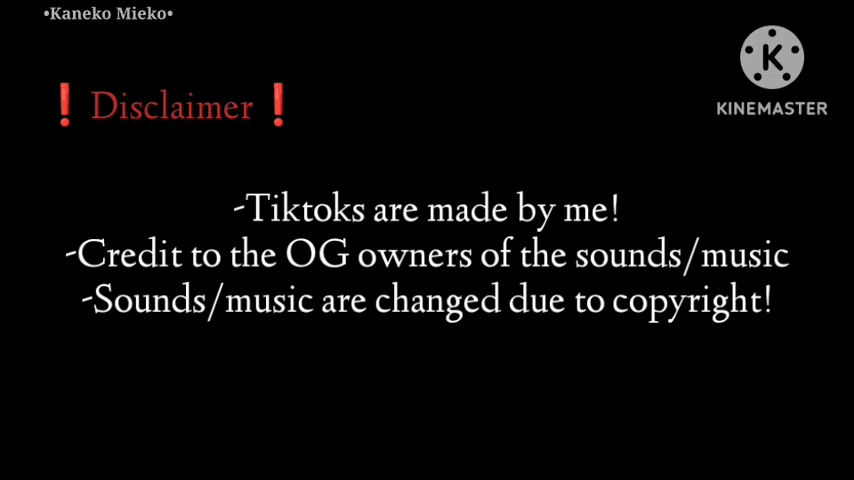 •Kaneko Mieko•
KINEMASTER
❗Disclaimer❗
-Tiktoks are made by me!
-Credit to the OG owners of the sounds/music
-Sounds/music are changed due to copyright!